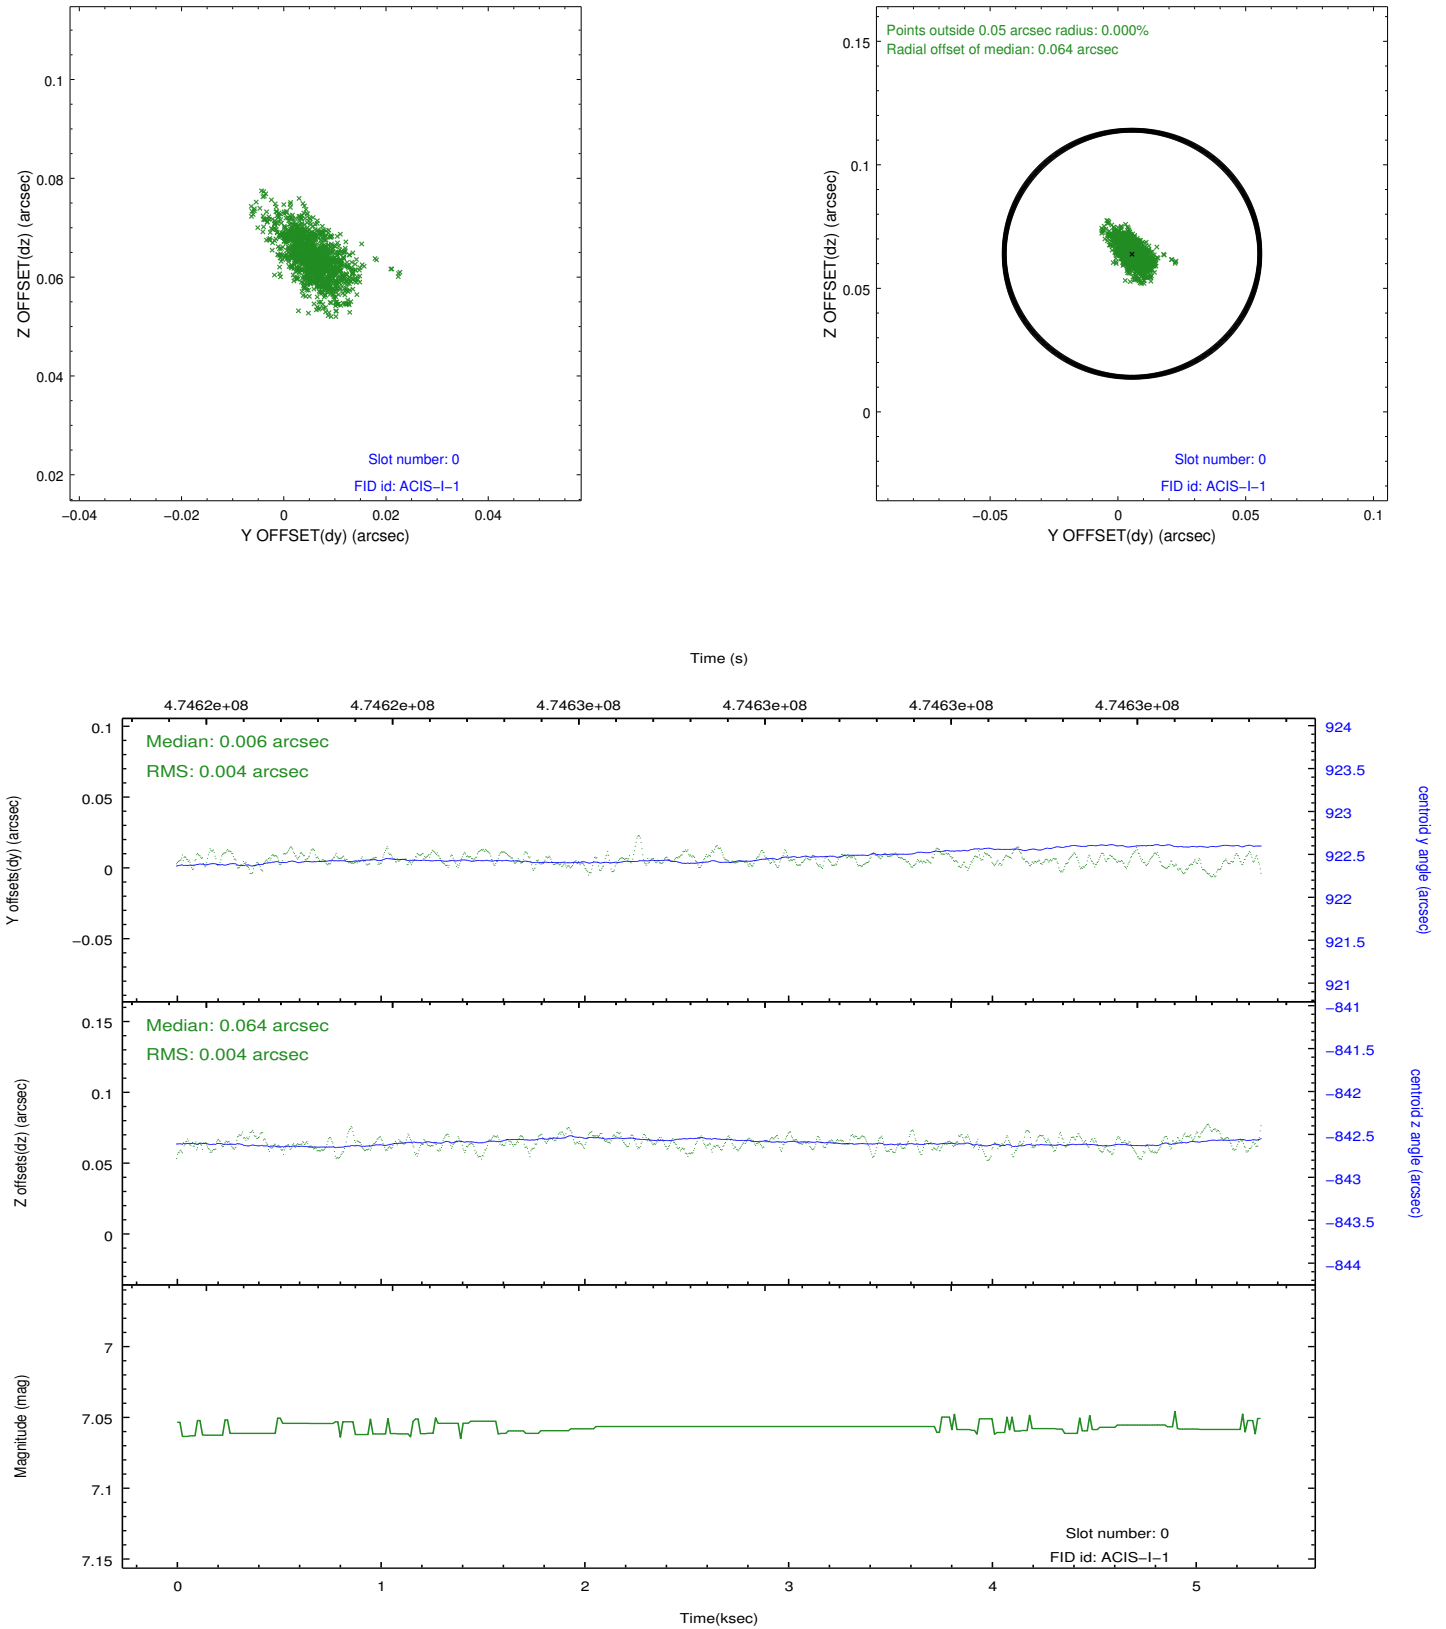 0.1
0.08
0.06
0.04
0.02
Z OFFSET(dz) (arcsec)
Slot number: 0
FID id: ACIS−I−1
−0.04 −0.02 0 0.02 0.04
Y OFFSET(dy) (arcsec)
Points outside 0.05 arcsec radius: 0.000%
Radial offset of median: 0.064 arcsec
0.15
0.1
0.05
0
Z OFFSET(dz) (arcsec)
Slot number: 0
FID id: ACIS−I−1
−0.05 0 0.05 0.1
Y OFFSET(dy) (arcsec)
Time (s)
4.7462e+08 4.7462e+08 4.7463e+08 4.7463e+08 4.7463e+08 4.7463e+08
Median: 0.006 arcsec
RMS: 0.004 arcsec
0.1
0.05
0
−0.05
Y offsets(dy) (arcsec)
924
923.5
923
922.5
922
921.5
921
centroid y angle (arcsec)
Median: 0.064 arcsec
RMS: 0.004 arcsec
0.15
0.1
0.05
0
Z offsets(dz) (arcsec)
−841
−841.5
−842
−842.5
−843
−843.5
−844
centroid z angle (arcsec)
7
7.05
7.1
7.15
Magnitude (mag)
Slot number: 0
FID id: ACIS−I−1
0 1 2 3 4 5
Time(ksec)